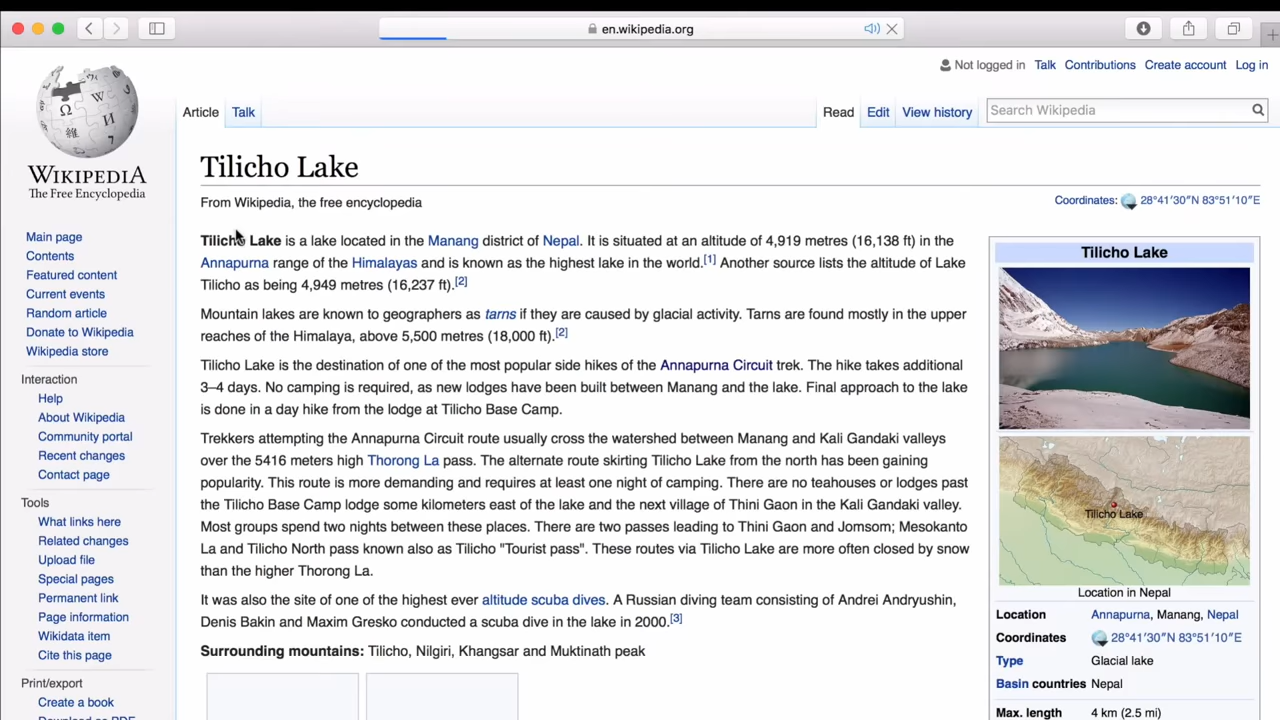 en.wikipedia.org
Not logged in Talk Contributions Create account Log in
Article Talk Read Edit View history Search Wikipedia
WIKIPEDIA
The Free Encyclopedia
Main page
Contents
Featured content
Current events
Random article
Donate to Wikipedia
Wikipedia store
Interaction
Help
About Wikipedia
Community portal
Recent changes
Contact page
Tools
What links here
Related changes
Upload file
Special pages
Permanent link
Page information
Wikidata item
Cite this page
Print/export
Create a book
Download as PDF
Tilicho Lake
From Wikipedia, the free encyclopedia
Coordinates: 28°41′30″N 83°51′10″E
Tilicho Lake is a lake located in the Manang district of Nepal. It is situated at an altitude of 4,919 metres (16,138 ft) in the
Annapurna range of the Himalayas and is known as the highest lake in the world.[1] Another source lists the altitude of Lake
Tilicho as being 4,949 metres (16,237 ft).[2]
Mountain lakes are known to geographers as tarns if they are caused by glacial activity. Tarns are found mostly in the upper
reaches of the Himalaya, above 5,500 metres (18,000 ft).[2]
Tilicho Lake is the destination of one of the most popular side hikes of the Annapurna Circuit trek. The hike takes additional
3–4 days. No camping is required, as new lodges have been built between Manang and the lake. Final approach to the lake
is done in a day hike from the lodge at Tilicho Base Camp.
Trekkers attempting the Annapurna Circuit route usually cross the watershed between Manang and Kali Gandaki valleys
over the 5416 meters high Thorong La pass. The alternate route skirting Tilicho Lake from the north has been gaining
popularity. This route is more demanding and requires at least one night of camping. There are no teahouses or lodges past
the Tilicho Base Camp lodge some kilometers east of the lake and the next village of Thini Gaon in the Kali Gandaki valley.
Most groups spend two nights between these places. There are two passes leading to Thini Gaon and Jomsom; Mesokanto
La and Tilicho North pass known also as Tilicho "Tourist pass". These routes via Tilicho Lake are more often closed by snow
than the higher Thorong La.
It was also the site of one of the highest ever altitude scuba dives. A Russian diving team consisting of Andrei Andryushin,
Denis Bakin and Maxim Gresko conducted a scuba dive in the lake in 2000.[3]
Surrounding mountains: Tilicho, Nilgiri, Khangsar and Muktinath peak
Tilicho Lake
Tilicho Lake
Location in Nepal
Location Annapurna, Manang, Nepal
Coordinates 28°41′30″N 83°51′10″E
Type Glacial lake
Basin countries Nepal
Max. length 4 km (2.5 mi)